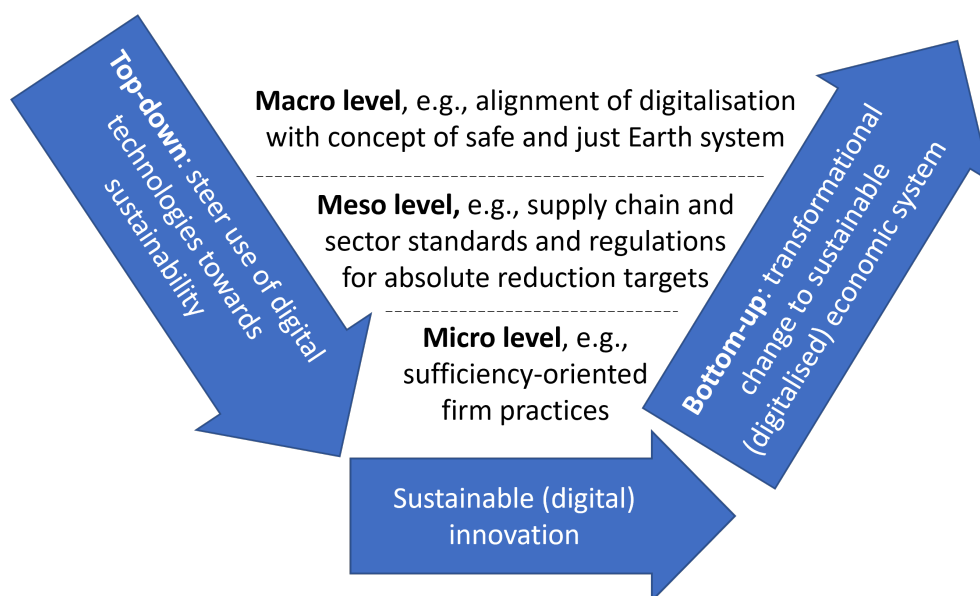 Top-down: steer use of digital
technologies towards
sustainability
Macro level, e.g., alignment of digitalisation
with concept of safe and just Earth system
Meso level, e.g., supply chain and
sector standards and regulations
for absolute reduction targets
Micro level, e.g.,
sufficiency-oriented
firm practices
Sustainable (digital)
innovation
Bottom-up: transformational
change to sustainable
(digitalised) economic system